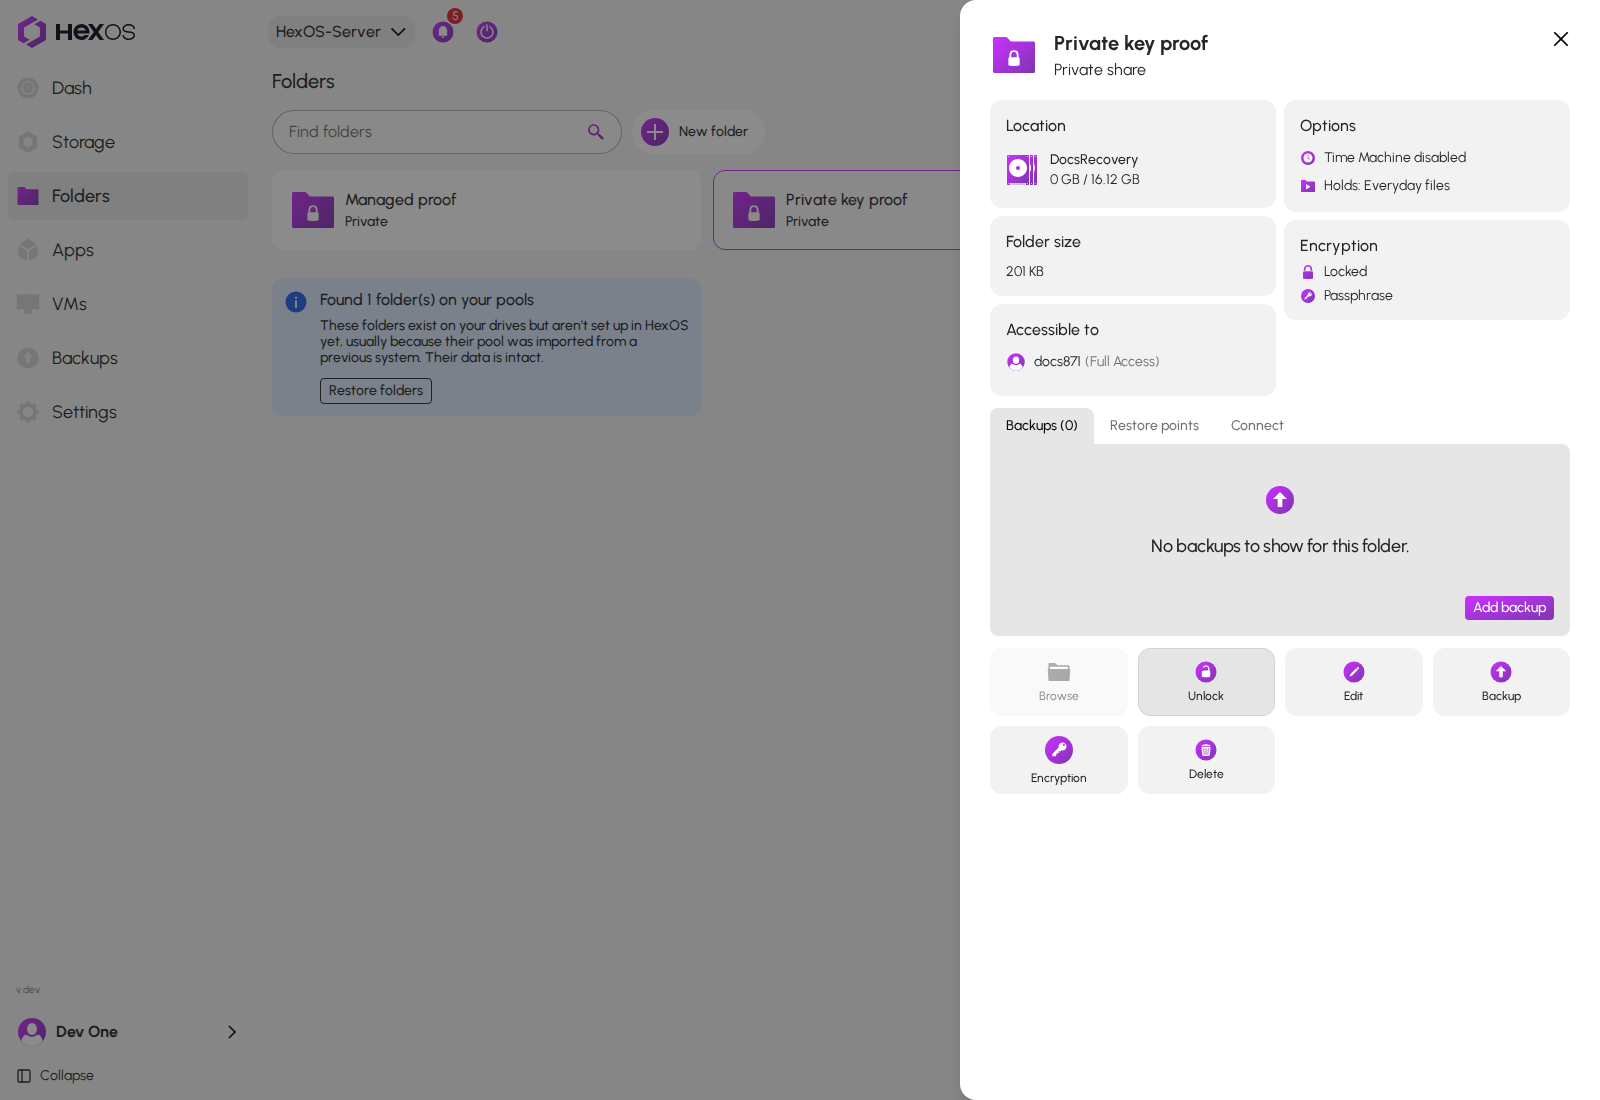 HexOS
HexOS-Server
5
Dash
Storage
Folders
Apps
VMs
Backups
Settings
v.dev
Dev One
Collapse
Folders
Find folders
New folder
Managed proof
Private
Private key proof
Private
Found 1 folder(s) on your pools
These folders exist on your drives but aren't set up in HexOS
yet, usually because their pool was imported from a
previous system. Their data is intact.
Restore folders
Private key proof
Private share
Location
DocsRecovery
0 GB / 16.12 GB
Folder size
201 KB
Accessible to
docs871 (Full Access)
Options
Time Machine disabled
Holds: Everyday files
Encryption
Locked
Passphrase
Backups (0)
Restore points
Connect
No backups to show for this folder.
Add backup
Browse
Unlock
Edit
Backup
Encryption
Delete